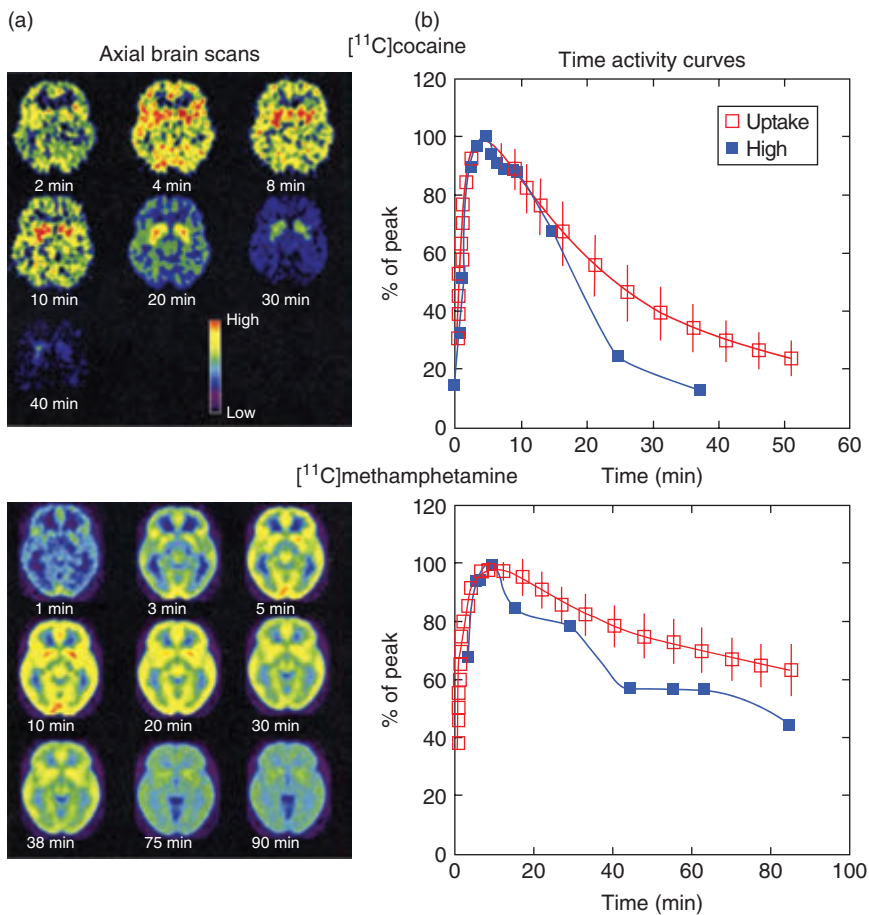 (a)
(b)
[¹¹C]cocaine
Axial brain scans
Time activity curves
2 min 4 min 8 min
10 min 20 min 30 min
40 min
High
Low
120
100
80
60
40
20
0
% of peak
Uptake
High
0 10 20 30 40 50 60
Time (min)
[¹¹C]methamphetamine
1 min 3 min 5 min
10 min 20 min 30 min
38 min 75 min 90 min
120
100
80
60
40
20
0
% of peak
0 20 40 60 80 100
Time (min)